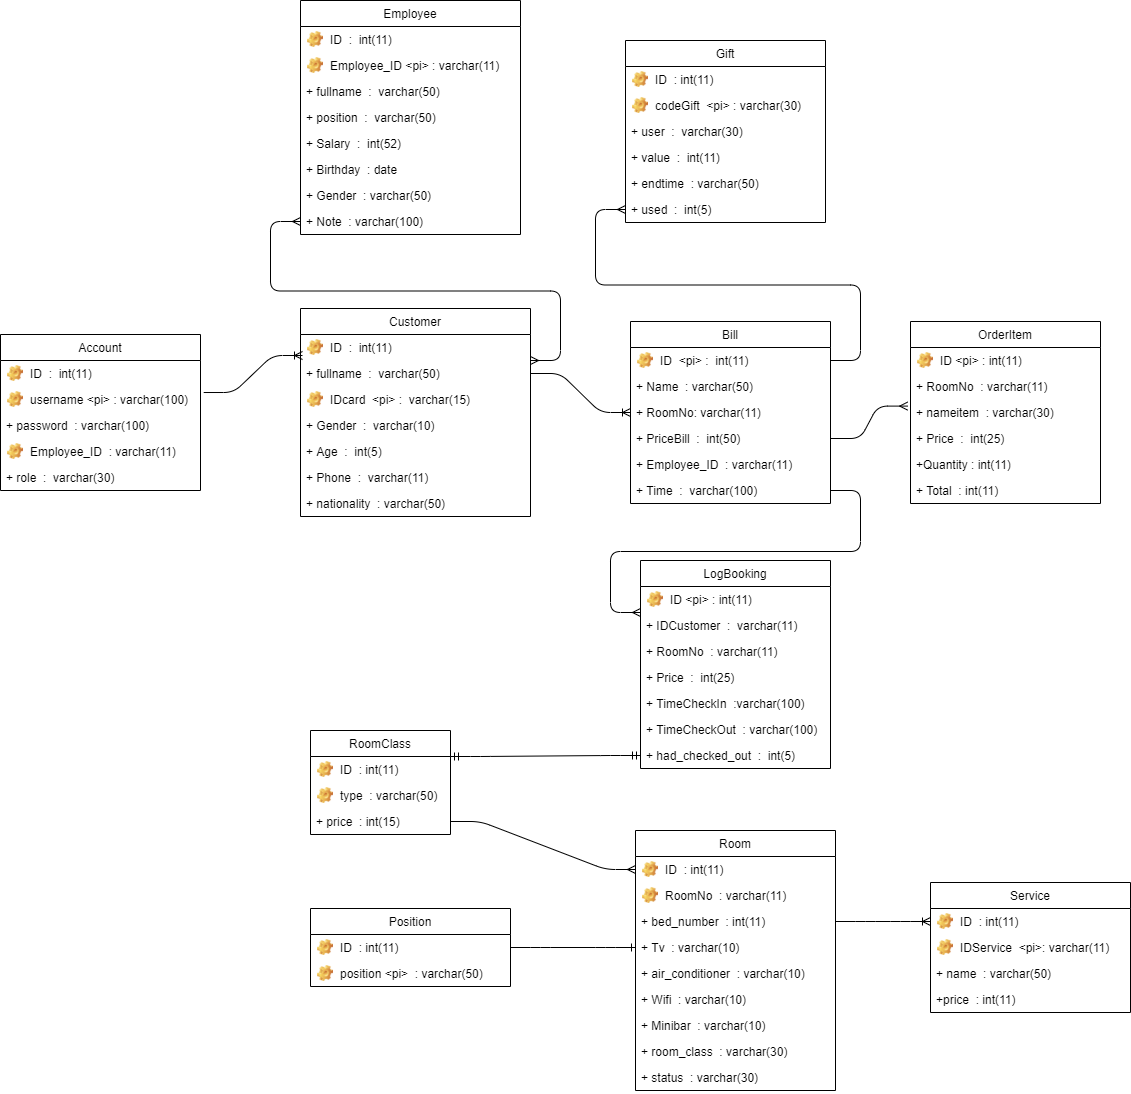 Employee
ID : int(11)
Employee_ID <pi> : varchar(11)
+ fullname : varchar(50)
+ position : varchar(50)
+ Salary : int(52)
+ Birthday : date
+ Gender : varchar(50)
+ Note : varchar(100)
Gift
ID : int(11)
codeGift <pi> : varchar(30)
+ user : varchar(30)
+ value : int(11)
+ endtime : varchar(50)
+ used : int(5)
Account
ID : int(11)
username <pi> : varchar(100)
+ password : varchar(100)
Employee_ID : varchar(11)
+ role : varchar(30)
Customer
ID : int(11)
+ fullname : varchar(50)
IDcard <pi> : varchar(15)
+ Gender : varchar(10)
+ Age : int(5)
+ Phone : varchar(11)
+ nationality : varchar(50)
Bill
ID <pi> : int(11)
+ Name : varchar(50)
+ RoomNo: varchar(11)
+ PriceBill : int(50)
+ Employee_ID : varchar(11)
+ Time : varchar(100)
OrderItem
ID <pi> : int(11)
+ RoomNo : varchar(11)
+ nameitem : varchar(30)
+ Price : int(25)
+Quantity : int(11)
+ Total : int(11)
LogBooking
ID <pi> : int(11)
+ IDCustomer : varchar(11)
+ RoomNo : varchar(11)
+ Price : int(25)
+ TimeCheckIn :varchar(100)
+ TimeCheckOut : varchar(100)
+ had_checked_out : int(5)
RoomClass
ID : int(11)
type : varchar(50)
+ price : int(15)
Position
ID : int(11)
position <pi> : varchar(50)
Room
ID : int(11)
RoomNo : varchar(11)
+ bed_number : int(11)
+ Tv : varchar(10)
+ air_conditioner : varchar(10)
+ Wifi : varchar(10)
+ Minibar : varchar(10)
+ room_class : varchar(30)
+ status : varchar(30)
Service
ID : int(11)
IDService <pi>: varchar(11)
+ name : varchar(50)
+price : int(11)